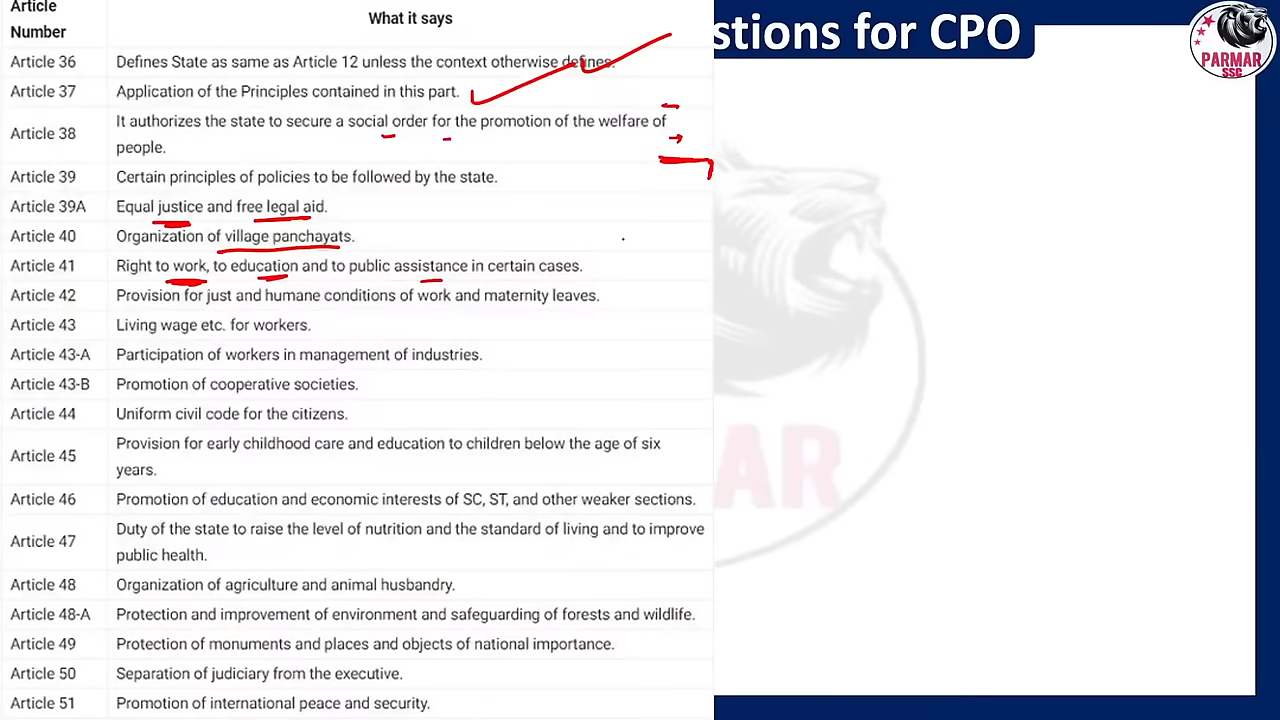 stions for CPO
PARMAR
SSC
Article
Number
What it says
Article 36 Defines State as same as Article 12 unless the context otherwise defines.
Article 37 Application of the Principles contained in this part.
Article 38 It authorizes the state to secure a social order for the promotion of the welfare of
people.
Article 39 Certain principles of policies to be followed by the state.
Article 39A Equal justice and free legal aid.
Article 40 Organization of village panchayats.
Article 41 Right to work, to education and to public assistance in certain cases.
Article 42 Provision for just and humane conditions of work and maternity leaves.
Article 43 Living wage etc. for workers.
Article 43-A Participation of workers in management of industries.
Article 43-B Promotion of cooperative societies.
Article 44 Uniform civil code for the citizens.
Article 45 Provision for early childhood care and education to children below the age of six
years.
Article 46 Promotion of education and economic interests of SC, ST, and other weaker sections.
Article 47 Duty of the state to raise the level of nutrition and the standard of living and to improve
public health.
Article 48 Organization of agriculture and animal husbandry.
Article 48-A Protection and improvement of environment and safeguarding of forests and wildlife.
Article 49 Protection of monuments and places and objects of national importance.
Article 50 Separation of judiciary from the executive.
Article 51 Promotion of international peace and security.
AR